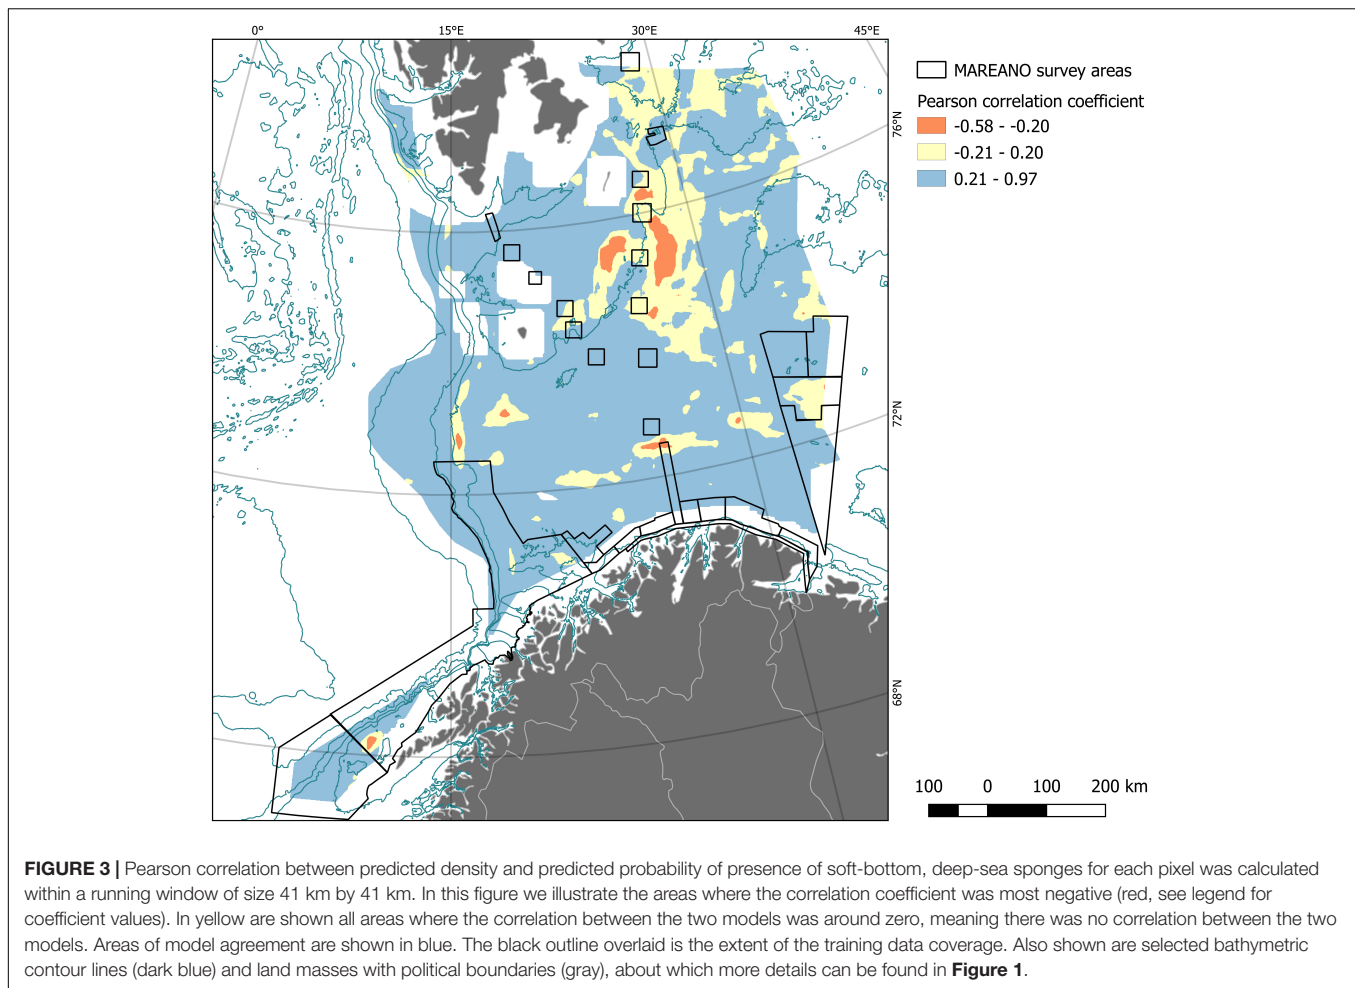 0° 15°E 30°E 45°E
76°N
72°N
68°N
MAREANO survey areas
Pearson correlation coefficient
-0.58 - -0.20
-0.21 - 0.20
0.21 - 0.97
100 0 100 200 km
FIGURE 3 | Pearson correlation between predicted density and predicted probability of presence of soft-bottom, deep-sea sponges for each pixel was calculated
within a running window of size 41 km by 41 km. In this figure we illustrate the areas where the correlation coefficient was most negative (red, see legend for
coefficient values). In yellow are shown all areas where the correlation between the two models was around zero, meaning there was no correlation between the two
models. Areas of model agreement are shown in blue. The black outline overlaid is the extent of the training data coverage. Also shown are selected bathymetric
contour lines (dark blue) and land masses with political boundaries (gray), about which more details can be found in Figure 1.